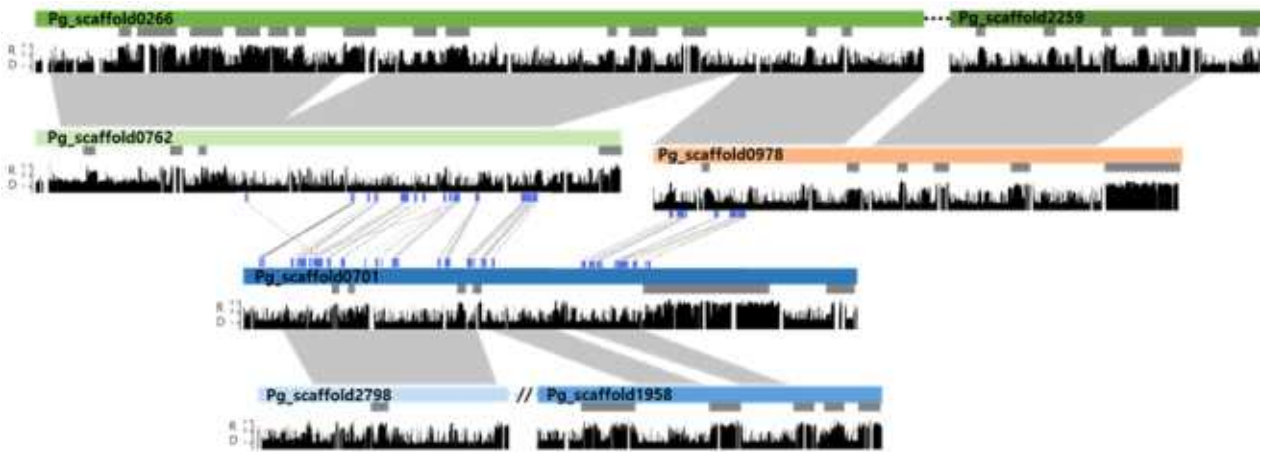 Pg_scaffold0266 Pg_scaffold2259
R
D
Pg_scaffold0762
Pg_scaffold0978
R
D
Pg_scaffold0701
R
D
Pg_scaffold2798 // Pg_scaffold1958
R
D